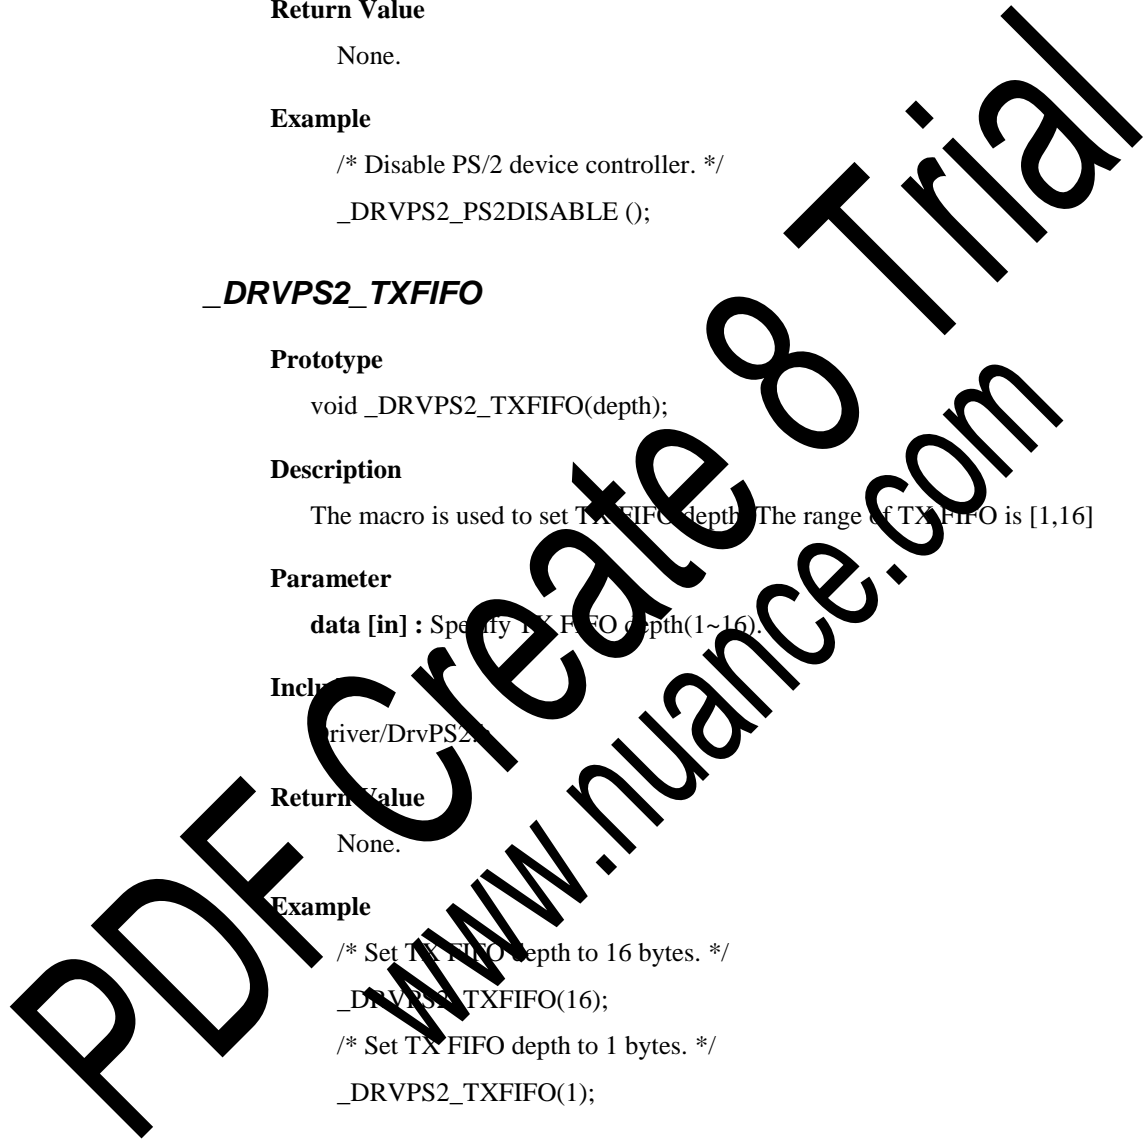 Return Value
None.
Example
/* Disable PS/2 device controller. */
_DRVPS2_PS2DISABLE ();
_DRVPS2_TXFIFO
Prototype
void _DRVPS2_TXFIFO(depth);
Description
The macro is used to set TX FIFO depth. The range of TX FIFO is [1,16]
Parameter
data [in] : Specify TX FIFO depth(1~16).
Include
Driver/DrvPS2.h
Return Value
None.
Example
/* Set TX FIFO depth to 16 bytes. */
_DRVPS2_TXFIFO(16);
/* Set TX FIFO depth to 1 bytes. */
_DRVPS2_TXFIFO(1);
PDF Create 8 Trial
www.nuance.com